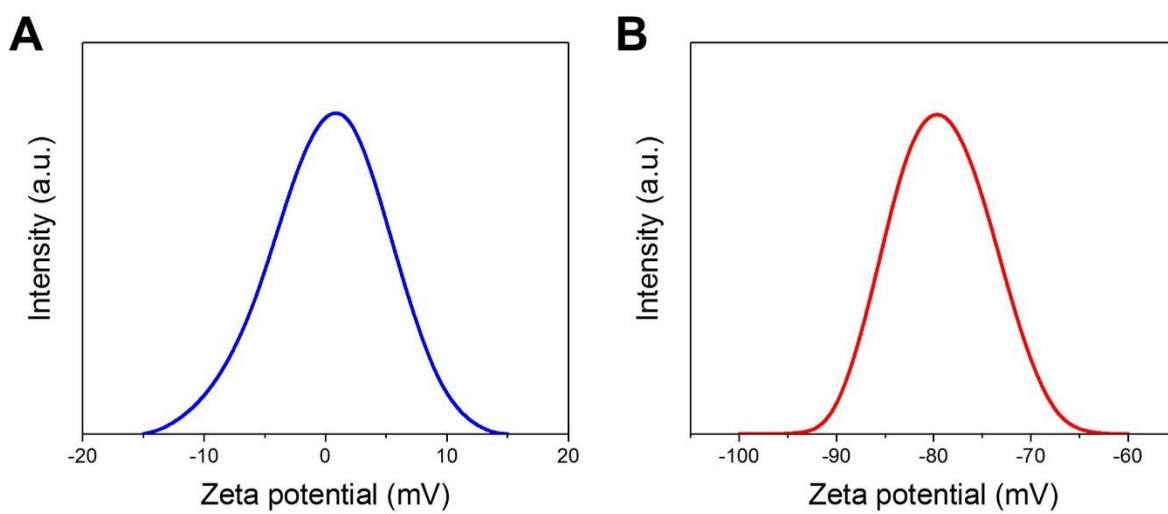 A
Intensity (a.u.)
-20 -10 0 10 20
Zeta potential (mV)
B
Intensity (a.u.)
-100 -90 -80 -70 -60
Zeta potential (mV)